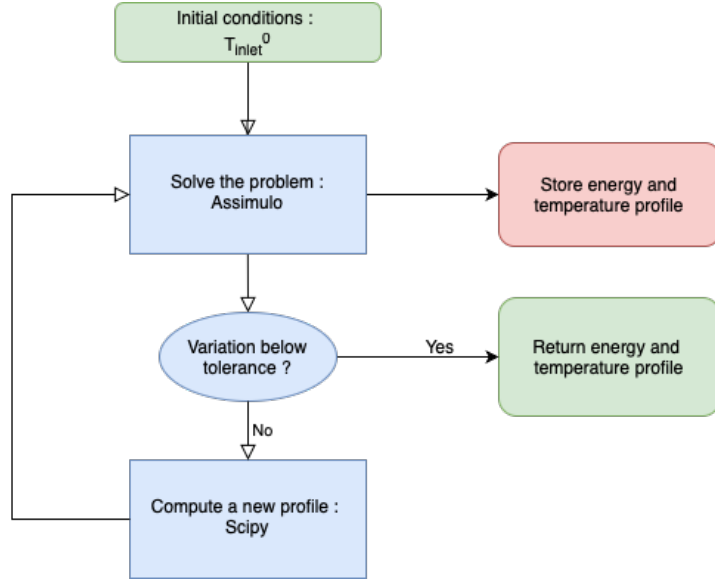 Initial conditions :
T_inlet^0
Solve the problem :
Assimulo
Store energy and
temperature profile
Variation below
tolerance ?
Yes
Return energy and
temperature profile
No
Compute a new profile :
Scipy